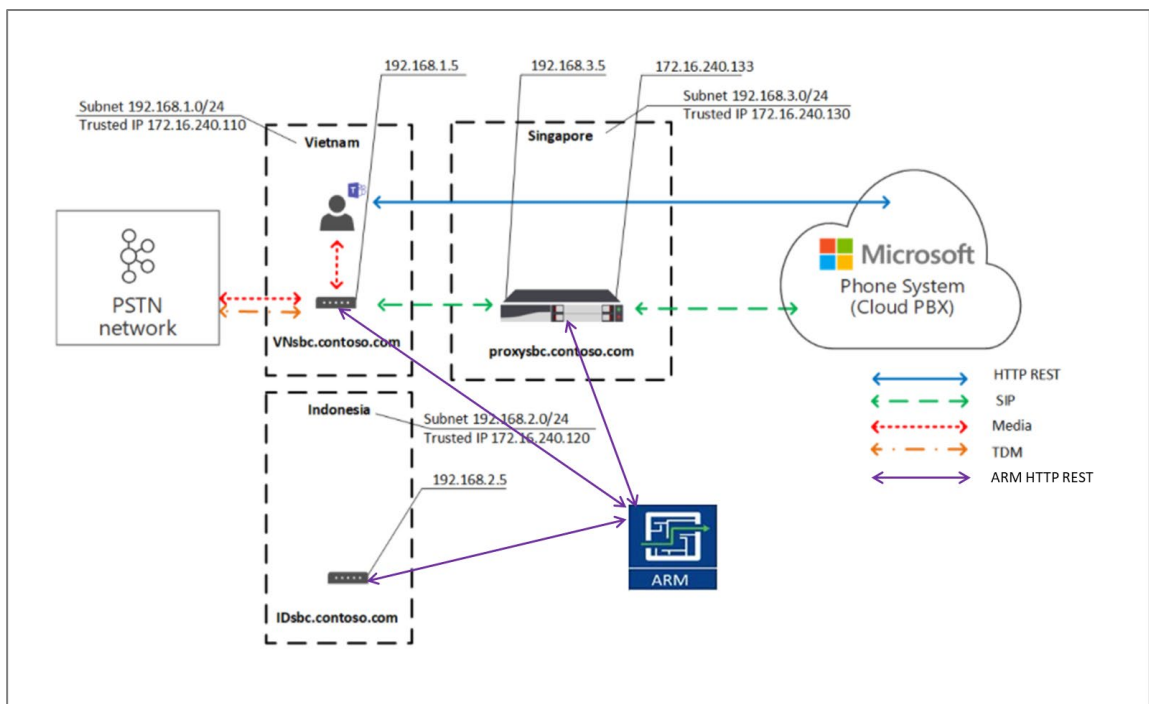 192.168.1.5
192.168.3.5
172.16.240.133
Subnet 192.168.1.0/24
Trusted IP 172.16.240.110
Subnet 192.168.3.0/24
Trusted IP 172.16.240.130
Vietnam
Singapore
T
PSTN
network
VNsbc.contoso.com
proxysbc.contoso.com
Microsoft
Phone System
(Cloud PBX)
HTTP REST
SIP
Media
TDM
ARM HTTP REST
Indonesia
Subnet 192.168.2.0/24
Trusted IP 172.16.240.120
192.168.2.5
IDsbc.contoso.com
ARM